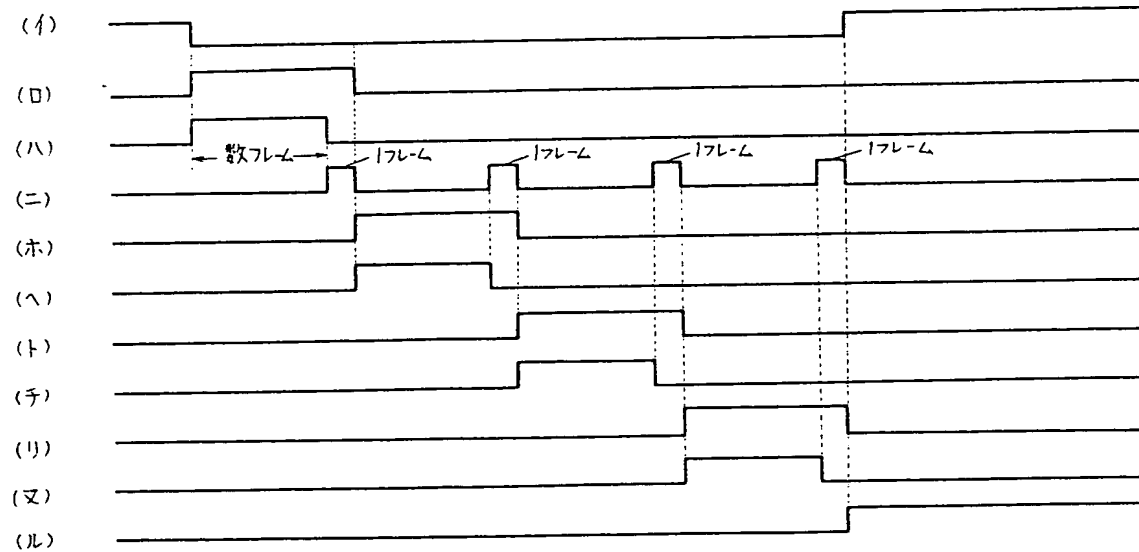 (イ)
(ロ)
(ハ)
数フレーム
1フレーム 1フレーム 1フレーム 1フレーム
(ニ)
(ホ)
(ヘ)
(ト)
(チ)
(リ)
(ヌ)
(ル)